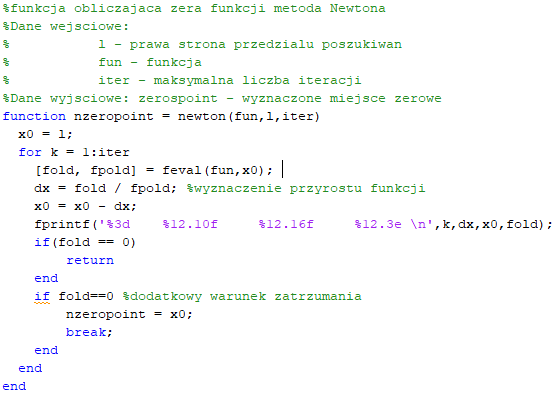 %funkcja obliczajaca zera funkcji metoda Newtona
%Dane wejsciowe:
%         l - prawa strona przedzialu poszukiwan
%         fun - funkcja
%         iter - maksymalna liczba iteracji
%Dane wyjsciowe: zerospoint - wyznaczone miejsce zerowe
function nzeropoint = newton(fun,l,iter)
  x0 = l;
  for k = 1:iter
    [fold, fpold] = feval(fun,x0);
    dx = fold / fpold; %wyznaczenie przyrostu funkcji
    x0 = x0 - dx;
    fprintf('%3d    %12.10f     %12.16f     %12.3e \n',k,dx,x0,fold);
    if(fold == 0)
        return
    end
    if fold==0 %dodatkowy warunek zatrzumania
        nzeropoint = x0;
        break;
    end
  end
end